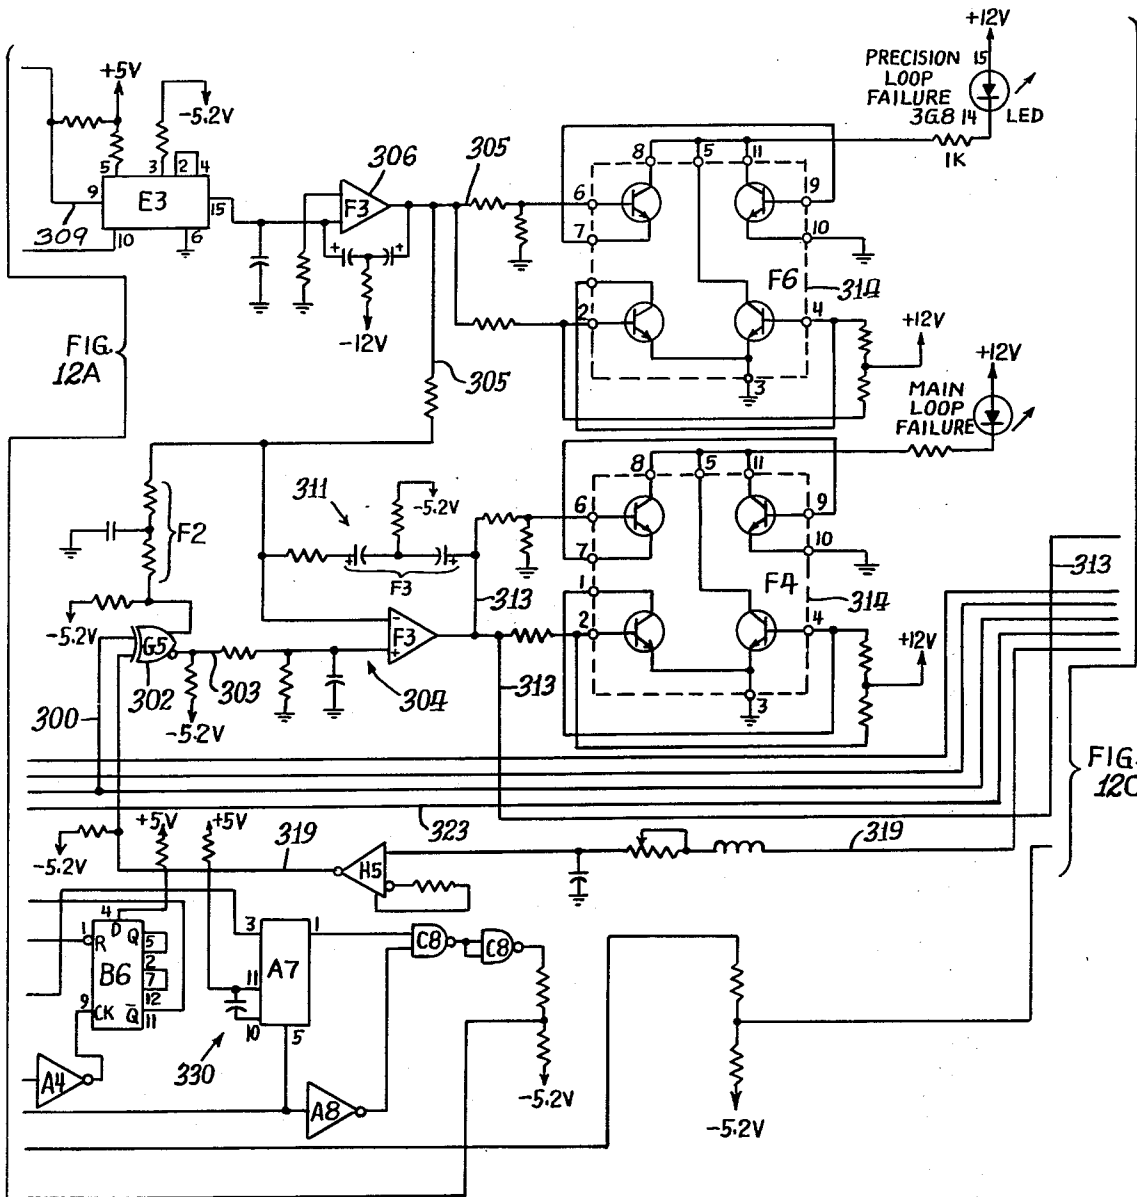 +12V
PRECISION 15
LOOP
FAILURE
3G8 14 LED
1K
+5V
-5.2V
5 3 2 4
9 E3 15
309 10 6
306 305
F3
-12V
8 5 11
6 9
7 10
F6 314
2 4
3
+12V
FIG.
12A
305
+12V
MAIN
LOOP
FAILURE
8 5 11
6 9
7 10
311 -5.2V
F3
F2
313
1 F4 314
2 4
3
+12V
313
-5.2V
G5
302 303
F3
- +
304
300
-5.2V
313
FIG.
12C
323
+5V +5V
-5.2V
319
H5
319
4
1 D Q 5
R 2
B6 7
9 12
CK Q̅ 11
3 1
A7
11
10 5
C8 C8
330
A4
A8
-5.2V
-5.2V